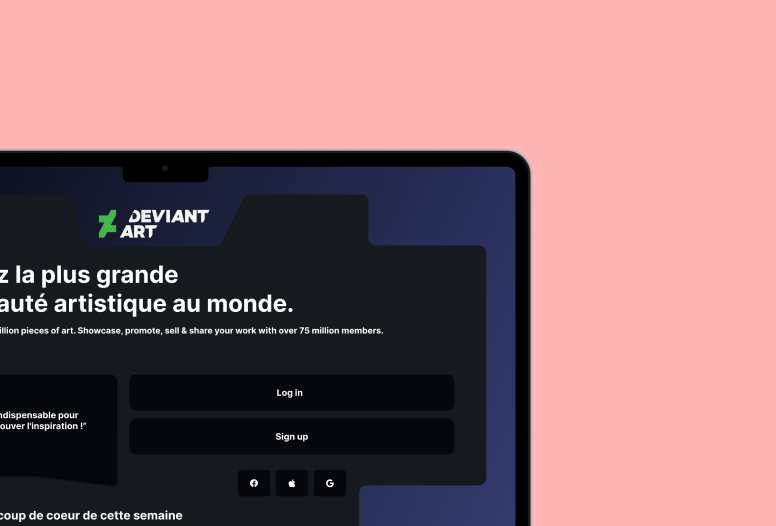 DEVIANT
ART
z la plus grande
auté artistique au monde.
illion pieces of art. Showcase, promote, sell & share your work with over 75 million members.
ndispensable pour
ouver l'inspiration !"
Log in
Sign up
coup de coeur de cette semaine